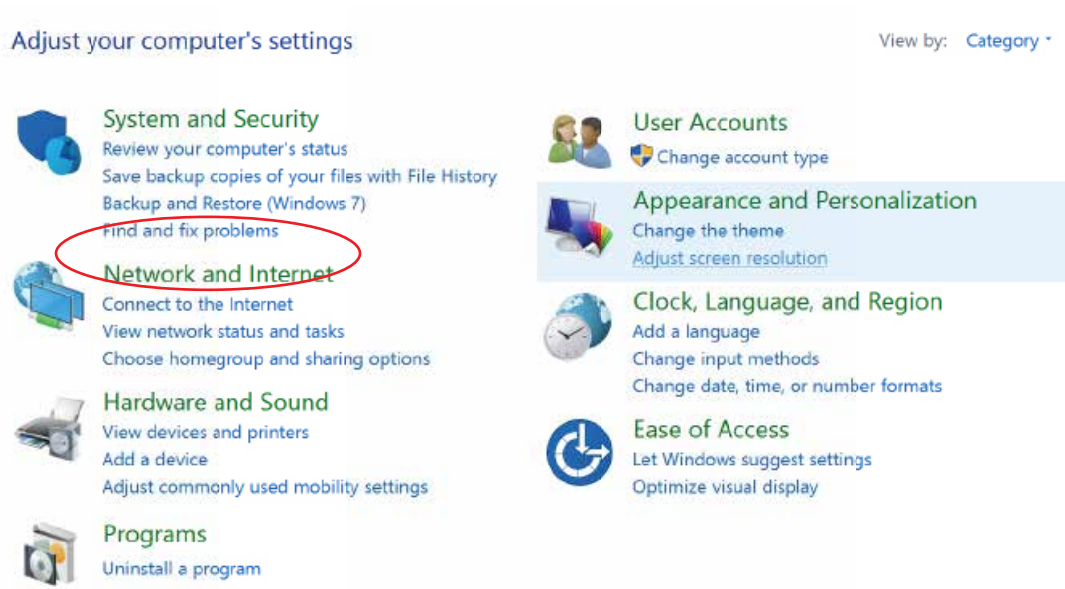 Adjust your computer's settings
View by: Category
System and Security
Review your computer's status
Save backup copies of your files with File History
Backup and Restore (Windows 7)
Find and fix problems
Network and Internet
Connect to the Internet
View network status and tasks
Choose homegroup and sharing options
Hardware and Sound
View devices and printers
Add a device
Adjust commonly used mobility settings
Programs
Uninstall a program
User Accounts
Change account type
Appearance and Personalization
Change the theme
Adjust screen resolution
Clock, Language, and Region
Add a language
Change input methods
Change date, time, or number formats
Ease of Access
Let Windows suggest settings
Optimize visual display